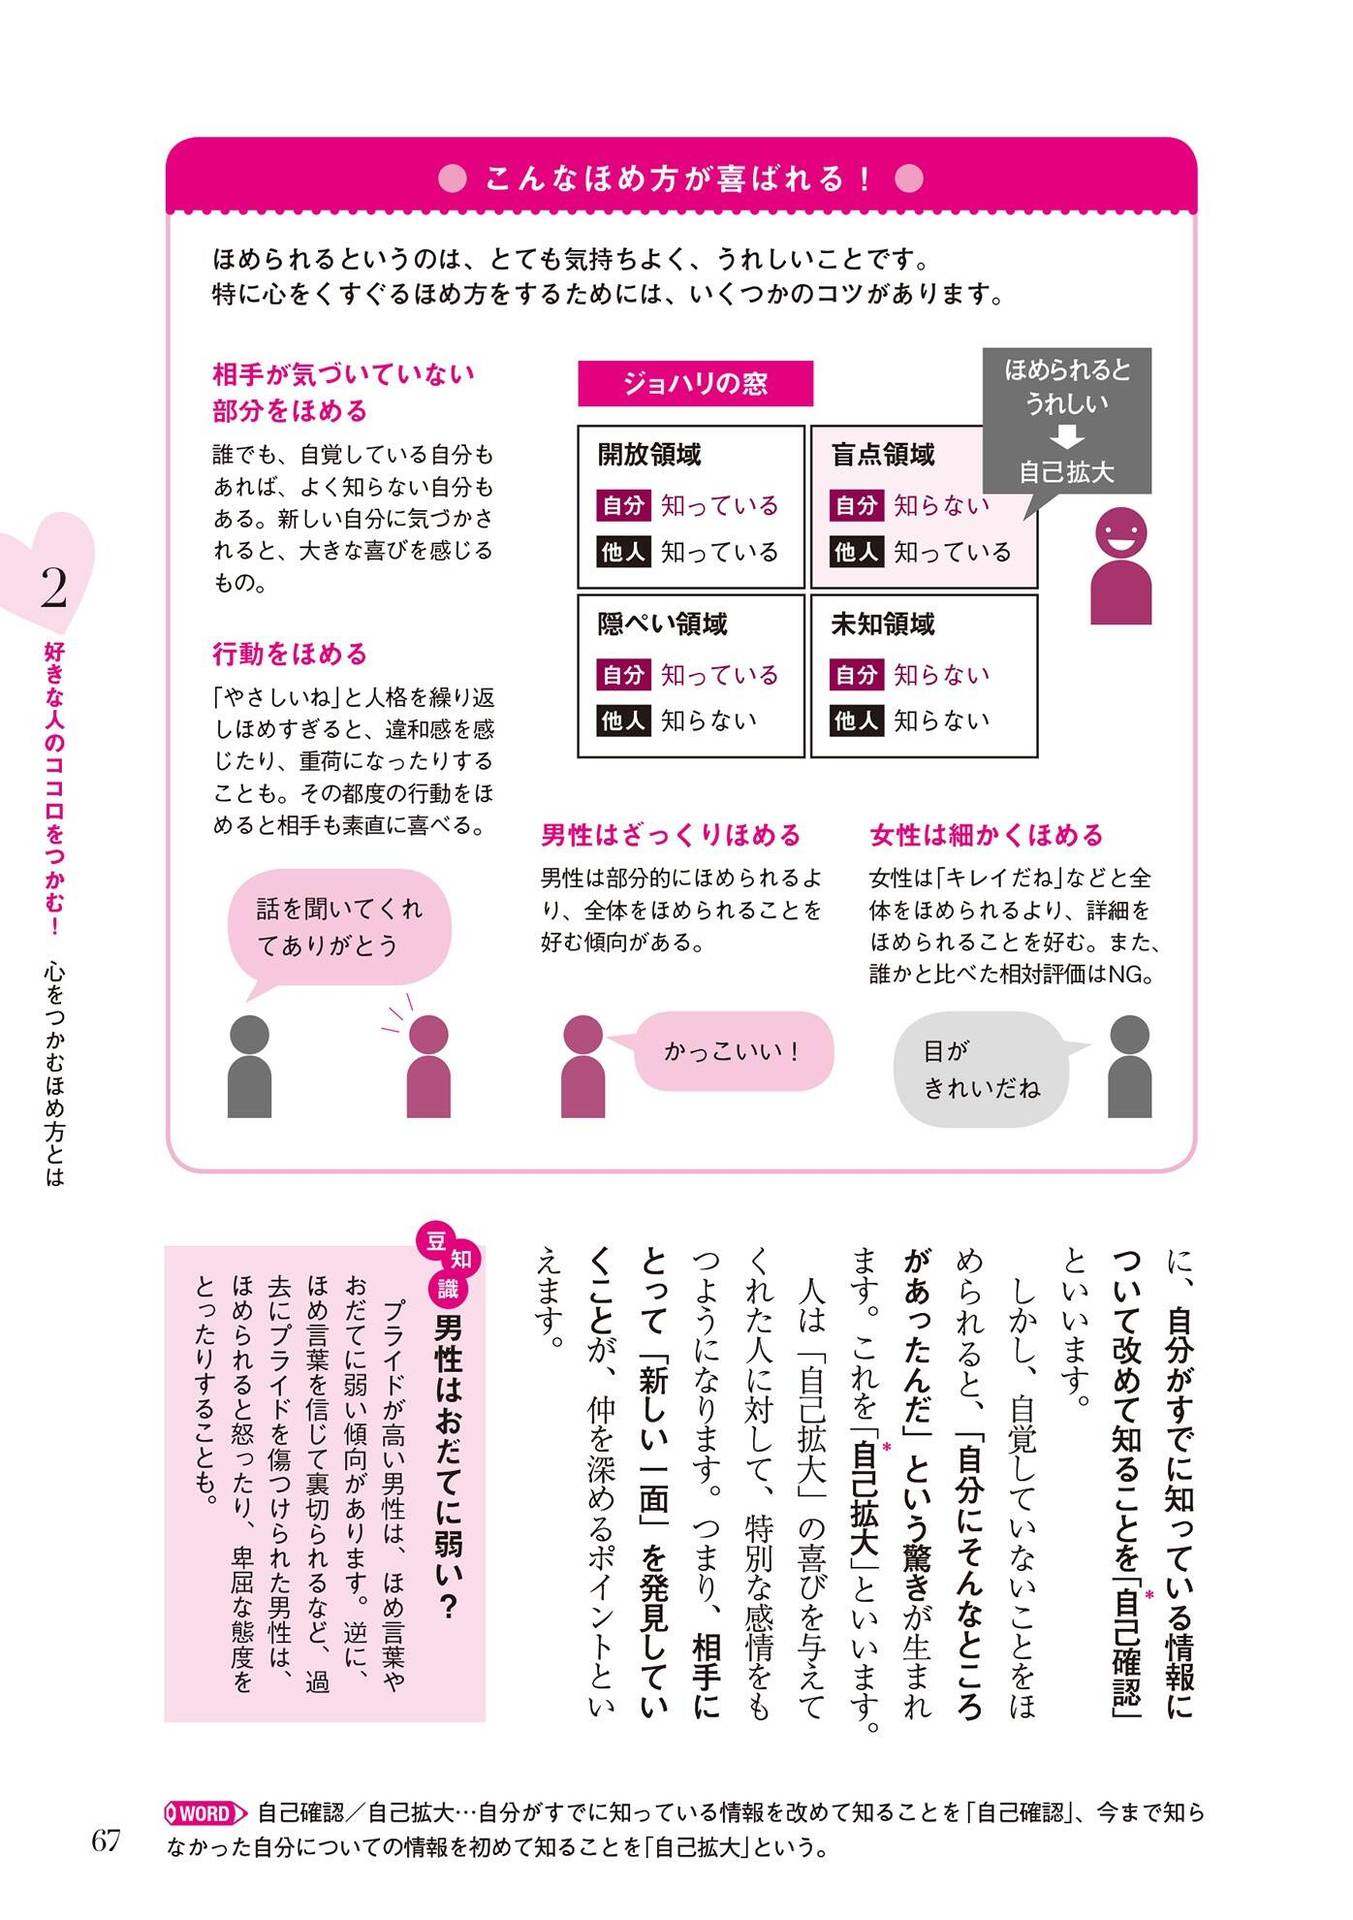 こんなほめ方が喜ばれる！
ほめられるというのは、とても気持ちよく、うれしいことです。
特に心をくすぐるほめ方をするためには、いくつかのコツがあります。
相手が気づいていない
部分をほめる
誰でも、自覚している自分も
あれば、よく知らない自分も
ある。新しい自分に気づかさ
れると、大きな喜びを感じる
もの。
行動をほめる
「やさしいね」と人格を繰り返
しほめすぎると、違和感を感
じたり、重荷になったりする
ことも。その都度の行動をほ
めると相手も素直に喜べる。
話を聞いてくれ
てありがとう
ジョハリの窓
開放領域
自分 知っている
他人 知っている
盲点領域
自分 知らない
他人 知っている
ほめられると
うれしい
自己拡大
隠ぺい領域
自分 知っている
他人 知らない
未知領域
自分 知らない
他人 知らない
男性はざっくりほめる
男性は部分的にほめられるよ
り、全体をほめられることを
好む傾向がある。
かっこいい！
女性は細かくほめる
女性は「キレイだね」などと全
体をほめられるより、詳細を
ほめられることを好む。また、
誰かと比べた相対評価はNG。
目が
きれいだね
2
好きな人のココロをつかむ！ 心をつかむほめ方とは
に、自分がすでに知っている情報に
ついて改めて知ることを「自己確認」*
といいます。
しかし、自覚していないことをほ
められると、「自分にそんなところ
があったんだ」という驚きが生まれ
ます。これを「自己拡大」*といいます。
人は「自己拡大」の喜びを与えて
くれた人に対して、特別な感情をも
つようになります。つまり、相手に
とって「新しい一面」を発見してい
くことが、仲を深めるポイントとい
えます。
豆知識
男性はおだてに弱い？
プライドが高い男性は、ほめ言葉や
おだてに弱い傾向があります。逆に、
ほめ言葉を信じて裏切られるなど、過
去にプライドを傷つけられた男性は、
ほめられると怒ったり、卑屈な態度を
とったりすることも。
WORD 自己確認／自己拡大…自分がすでに知っている情報を改めて知ることを「自己確認」、今まで知ら
なかった自分についての情報を初めて知ることを「自己拡大」という。
67